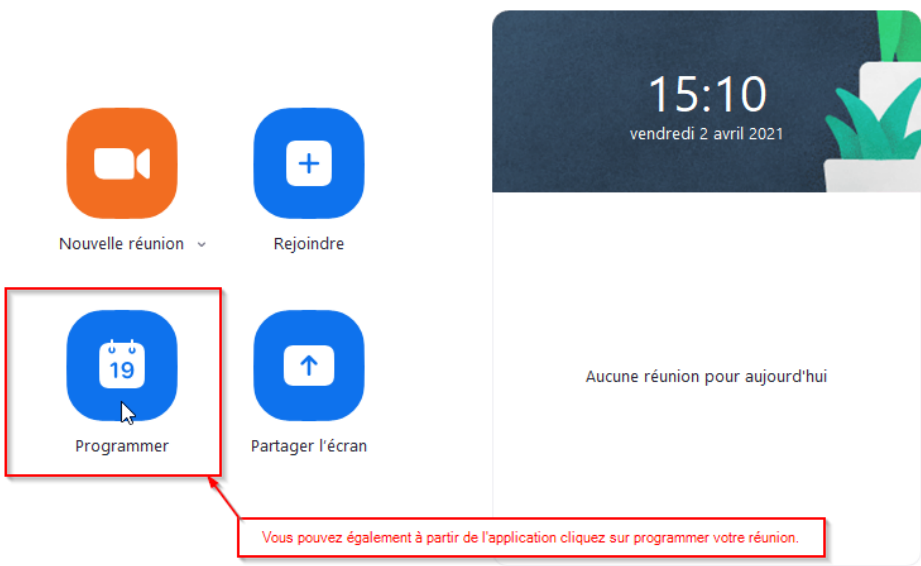 15:10
vendredi 2 avril 2021
Nouvelle réunion
Rejoindre
19
Programmer
Partager l'écran
Aucune réunion pour aujourd'hui
Vous pouvez également à partir de l'application cliquez sur programmer votre réunion.